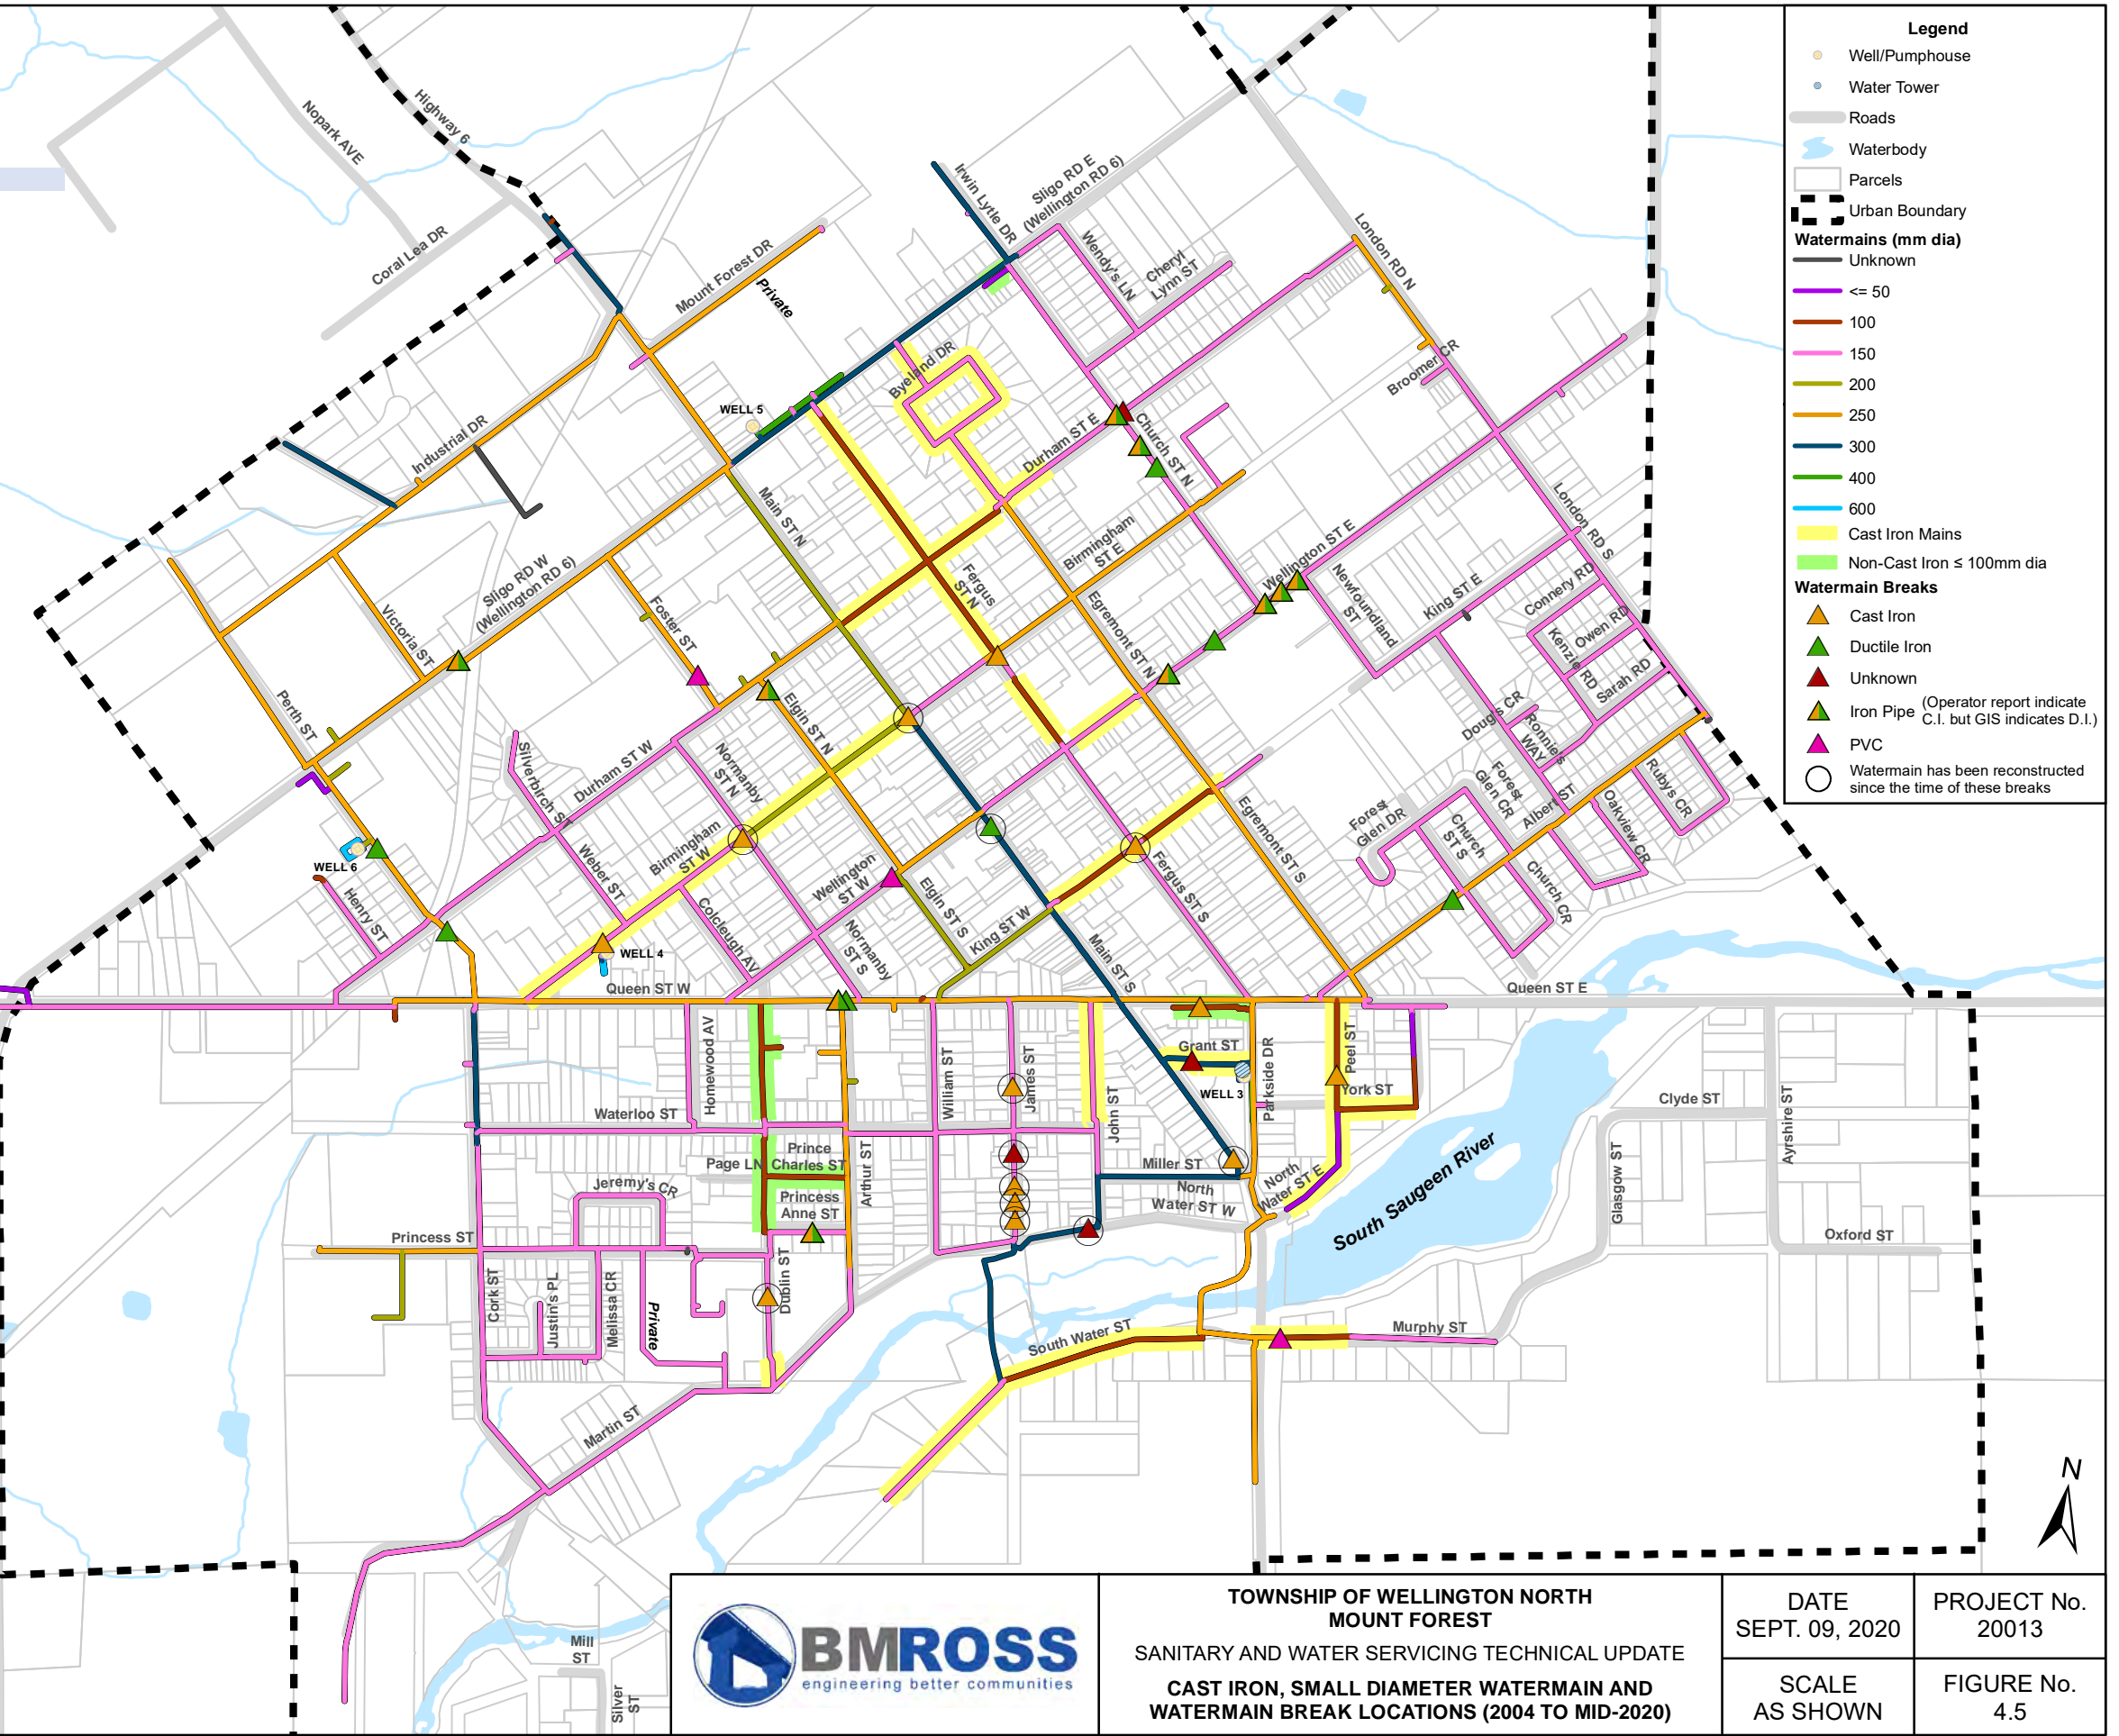 Legend
Well/Pumphouse
Water Tower
Roads
Waterbody
Parcels
Urban Boundary
Watermains (mm dia)
Unknown
<= 50
100
150
200
250
300
400
600
Cast Iron Mains
Non-Cast Iron ≤ 100mm dia
Watermain Breaks
Cast Iron
Ductile Iron
Unknown
Iron Pipe (Operator report indicate
C.I. but GIS indicates D.I.)
PVC
Watermain has been reconstructed
since the time of these breaks
Nopark AVE
Highway 6
Coral Lea DR
Mount Forest DR
Private
Irwin Lytle DR
Sligo RD E
(Wellington RD 6)
Wendy's LN
Cheryl
Lynn ST
London RD N
Broomer CR
Byeland DR
WELL 5
Industrial DR
Durham ST E
Church ST N
Main ST N
Sligo RD W
(Wellington RD 6)
Victoria ST
Foster ST
Fergus
ST N
Birmingham
ST E
Wellington ST E
London RD S
Newfoundland
ST
King ST E
Connery RD
Owen RD
Kenzie RD
Sarah RD
Egremont ST N
Perth ST
Elgin ST N
Silverbirch ST
Durham ST W
Normanby
ST N
Doug's CR
Ronnies
WAY
Forest
Glen CR
Rubys CR
Albert ST
Oakview CR
Forest
Glen DR
Church
ST S
Church CR
Egremont ST S
WELL 6
Henry ST
Weber ST
Birmingham
ST W
Wellington
ST W
Elgin ST S
Fergus ST S
Colcleugh AV
Normanby
ST S
King ST W
Main ST S
WELL 4
Queen ST W
Queen ST E
Homewood AV
William ST
James ST
John ST
Grant ST
WELL 3
Parkside DR
Peel ST
York ST
Clyde ST
Ayrshire ST
Waterloo ST
Page LN
Prince
Charles ST
Arthur ST
Miller ST
North
Water ST W
North
Water ST E
South Saugeen River
Glasgow ST
Oxford ST
Jeremy's CR
Princess
Anne ST
Princess ST
Cork ST
Justin's PL
Melissa CR
Private
Dublin ST
South Water ST
Murphy ST
Martin ST
Mill
ST
Silver
ST
N
BMROSS
engineering better communities
TOWNSHIP OF WELLINGTON NORTH
MOUNT FOREST
SANITARY AND WATER SERVICING TECHNICAL UPDATE
CAST IRON, SMALL DIAMETER WATERMAIN AND
WATERMAIN BREAK LOCATIONS (2004 TO MID-2020)
DATE
SEPT. 09, 2020
PROJECT No.
20013
SCALE
AS SHOWN
FIGURE No.
4.5